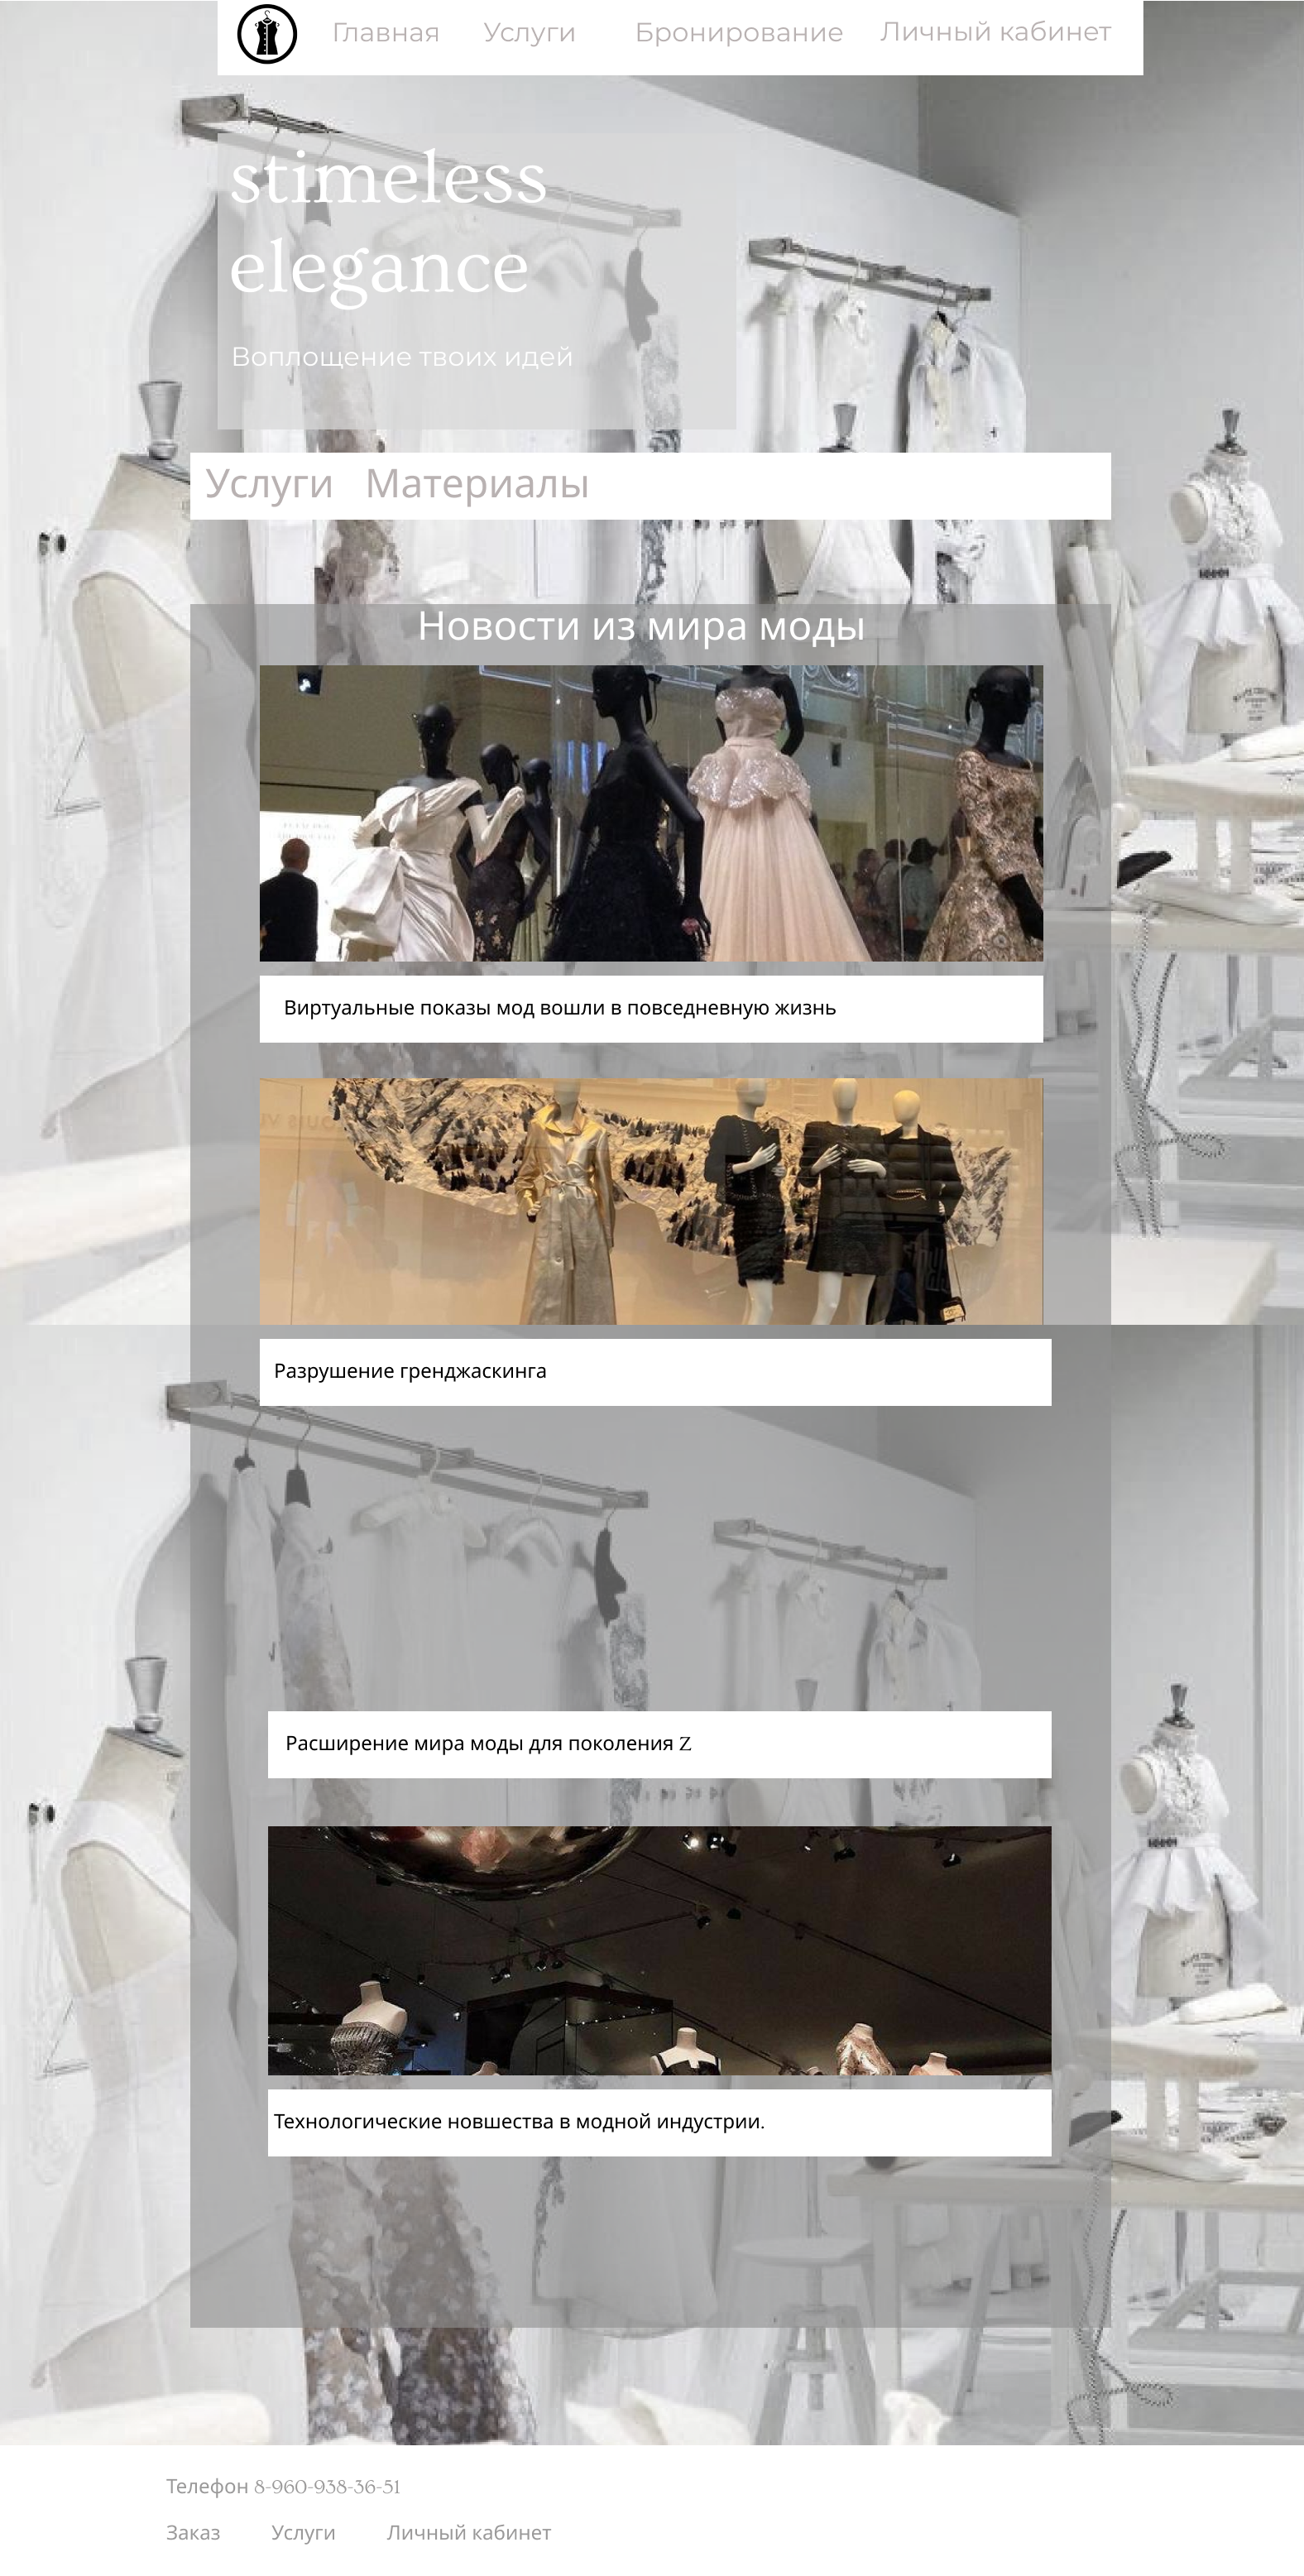 Главная Услуги Бронирование Личный кабинет
stimeless
elegance
Воплощение твоих идей
Услуги Материалы
Новости из мира моды
Виртуальные показы мод вошли в повседневную жизнь
Разрушение гренджаскинга
Расширение мира моды для поколения Z
Технологические новшества в модной индустрии.
Телефон 8-960-938-36-51
Заказ Услуги Личный кабинет